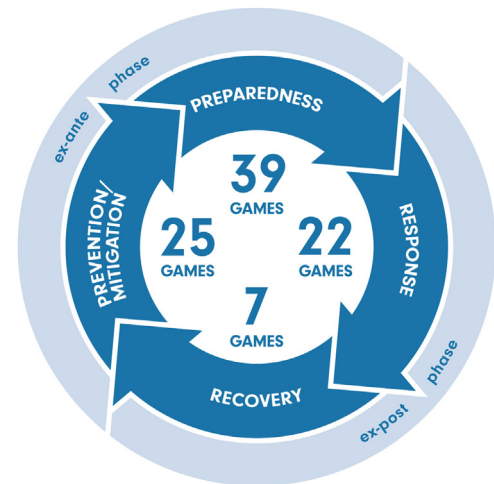 ex-ante phase
PREPAREDNESS
39
GAMES
PREVENTION/
MITIGATION
25
GAMES
22
GAMES
RESPONSE
7
GAMES
RECOVERY
ex-post phase